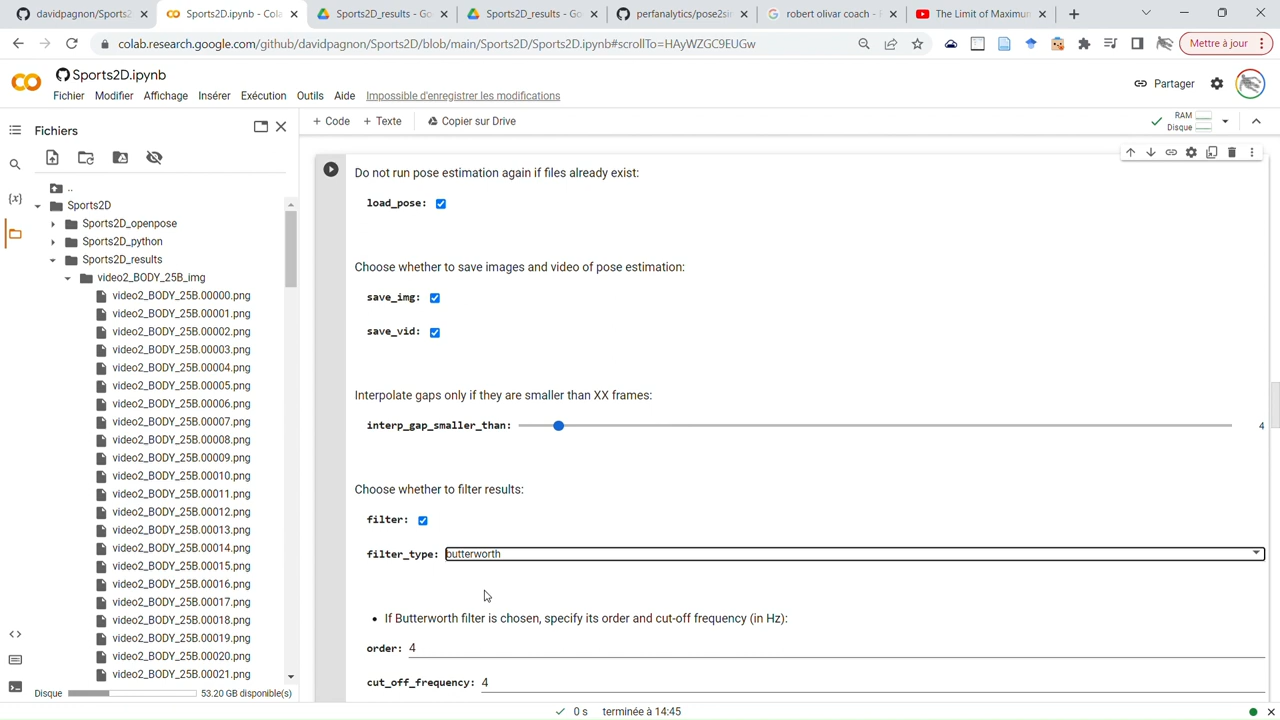 davidpagnon/Sports2
Sports2D.ipynb - Cola
Sports2D_results - Go
Sports2D_results - Go
perfanalytics/pose2si
robert olivar coach -
The Limit of Maximum
colab.research.google.com/github/davidpagnon/Sports2D/blob/main/Sports2D/Sports2D.ipynb#scrollTo=HAyWZGC9EUGw
Mettre à jour
Sports2D.ipynb
Partager
Fichier Modifier Affichage Insérer Exécution Outils Aide Impossible d'enregistrer les modifications
Fichiers
+ Code + Texte Copier sur Drive
RAM
Disque
..
Sports2D
Sports2D_openpose
Sports2D_python
Sports2D_results
video2_BODY_25B_img
video2_BODY_25B.00000.png
video2_BODY_25B.00001.png
video2_BODY_25B.00002.png
video2_BODY_25B.00003.png
video2_BODY_25B.00004.png
video2_BODY_25B.00005.png
video2_BODY_25B.00006.png
video2_BODY_25B.00007.png
video2_BODY_25B.00008.png
video2_BODY_25B.00009.png
video2_BODY_25B.00010.png
video2_BODY_25B.00011.png
video2_BODY_25B.00012.png
video2_BODY_25B.00013.png
video2_BODY_25B.00014.png
video2_BODY_25B.00015.png
video2_BODY_25B.00016.png
video2_BODY_25B.00017.png
video2_BODY_25B.00018.png
video2_BODY_25B.00019.png
video2_BODY_25B.00020.png
video2_BODY_25B.00021.png
Disque 53.20 GB disponible(s)
Do not run pose estimation again if files already exist:
load_pose:
Choose whether to save images and video of pose estimation:
save_img:
save_vid:
Interpolate gaps only if they are smaller than XX frames:
interp_gap_smaller_than: 4
Choose whether to filter results:
filter:
filter_type: butterworth
• If Butterworth filter is chosen, specify its order and cut-off frequency (in Hz):
order: 4
cut_off_frequency: 4
0 s terminée à 14:45